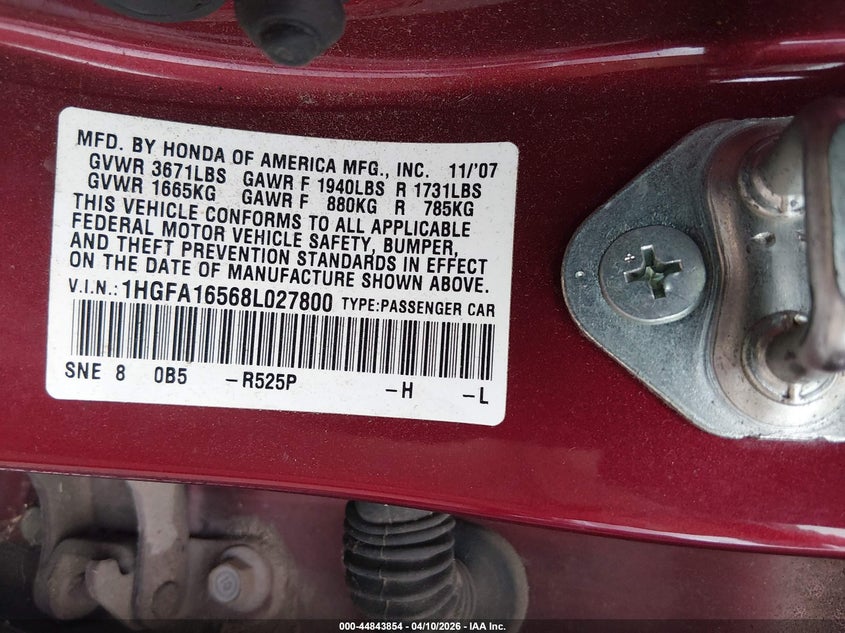 MFD. BY HONDA OF AMERICA MFG., INC. 11/'07
GVWR 3671LBS GAWR F 1940LBS R 1731LBS
GVWR 1665KG GAWR F 880KG R 785KG
THIS VEHICLE CONFORMS TO ALL APPLICABLE
FEDERAL MOTOR VEHICLE SAFETY, BUMPER,
AND THEFT PREVENTION STANDARDS IN EFFECT
ON THE DATE OF MANUFACTURE SHOWN ABOVE.
V.I.N.:1HGFA16568L027800 TYPE:PASSENGER CAR
SNE 8 0B5 -R525P -H -L
000-44843854 - 04/10/2026 - IAA Inc.